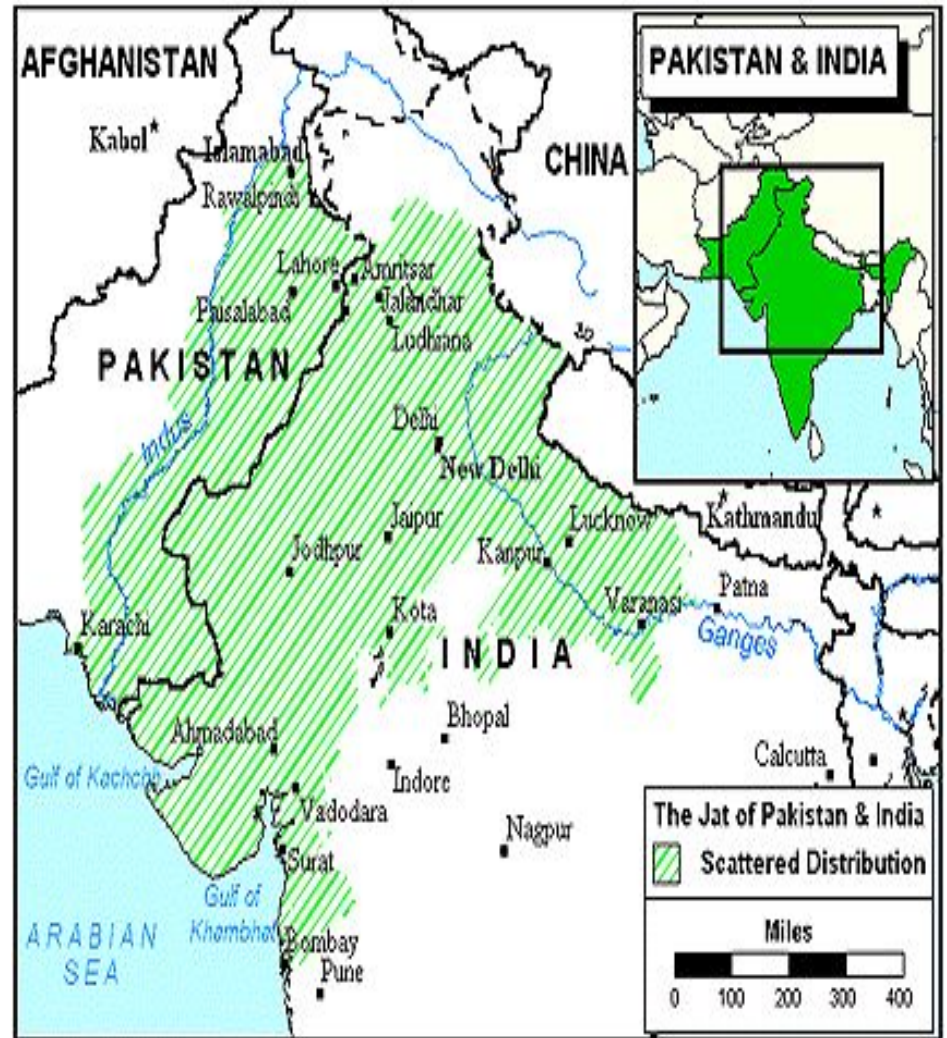 AFGHANISTAN
PAKISTAN & INDIA
Kabol
Islamabad
CHINA
Rawalpindi
Lahore
Amritsar
Faisalabad
Jalandhar
Ludhiana
PAKISTAN
Indus
Delhi
New Delhi
Jaipur
Lucknow
Kathmandu
Jodhpur
Kanpur
Kota
Varanasi
Patna
Karachi
Ganges
INDIA
Bhopal
Ahmadabad
Calcutta
Gulf of Kachchh
Indore
Vadodara
The Jat of Pakistan & India
Nagpur
Scattered Distribution
Surat
Gulf of
Khambhat
ARABIAN
SEA
Bombay
Pune
Miles
0 100 200 300 400